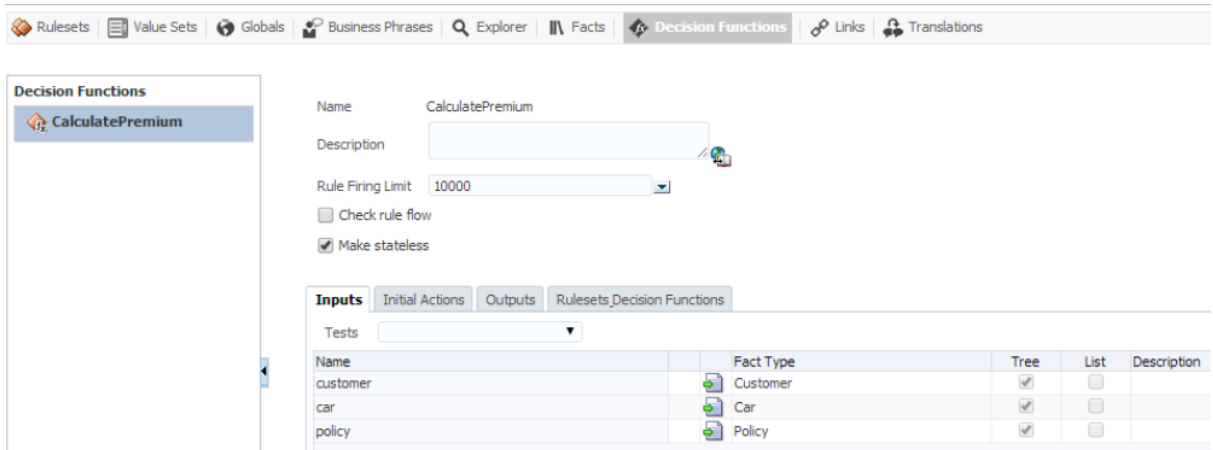 Rulesets Value Sets Globals Business Phrases Explorer Facts Decision Functions Links Translations
Decision Functions
CalculatePremium
Name CalculatePremium
Description
Rule Firing Limit 10000
Check rule flow
Make stateless
Inputs Initial Actions Outputs Rulesets,Decision Functions
Tests
Name Fact Type Tree List Description
customer Customer
car Car
policy Policy